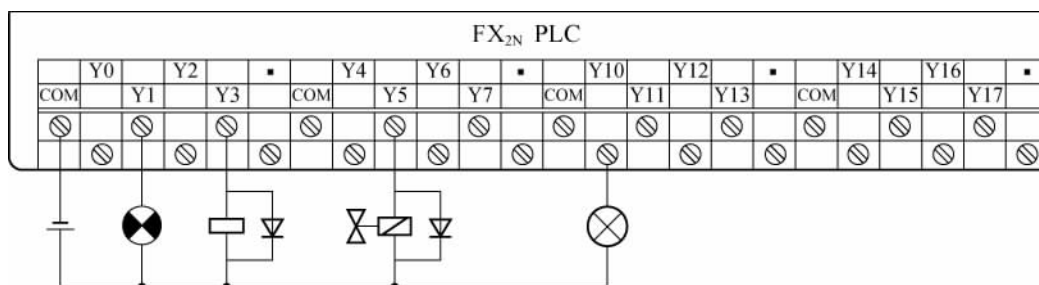 FX2N PLC
Y0 Y2 ▪ Y4 Y6 ▪ Y10 Y12 ▪ Y14 Y16 ▪
COM Y1 Y3 COM Y5 Y7 COM Y11 Y13 COM Y15 Y17